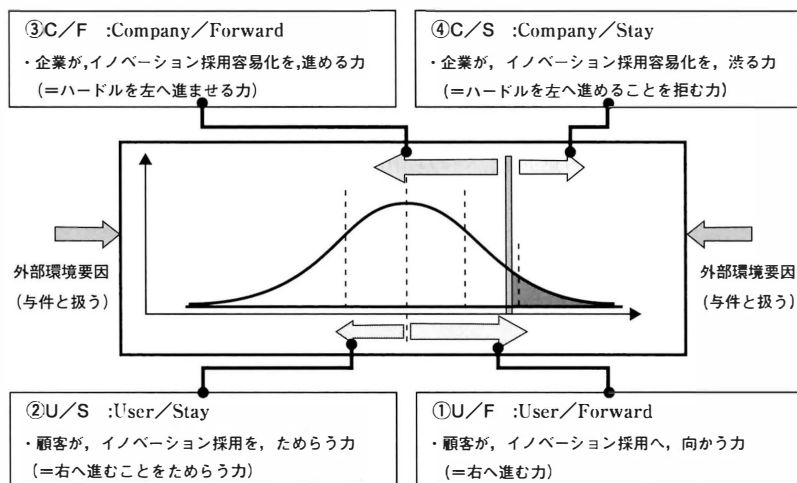 ③C／F :Company／Forward
・企業が，イノベーション採用容易化を，進める力
(＝ハードルを左へ進ませる力)
④C／S :Company／Stay
・企業が，イノベーション採用容易化を，渋る力
(＝ハードルを左へ進めることを拒む力)
外部環境要因
(与件と扱う)
外部環境要因
(与件と扱う)
②U／S :User／Stay
・顧客が，イノベーション採用を，ためらう力
(＝右へ進むことをためらう力)
①U／F :User／Forward
・顧客が，イノベーション採用へ，向かう力
(＝右へ進む力)